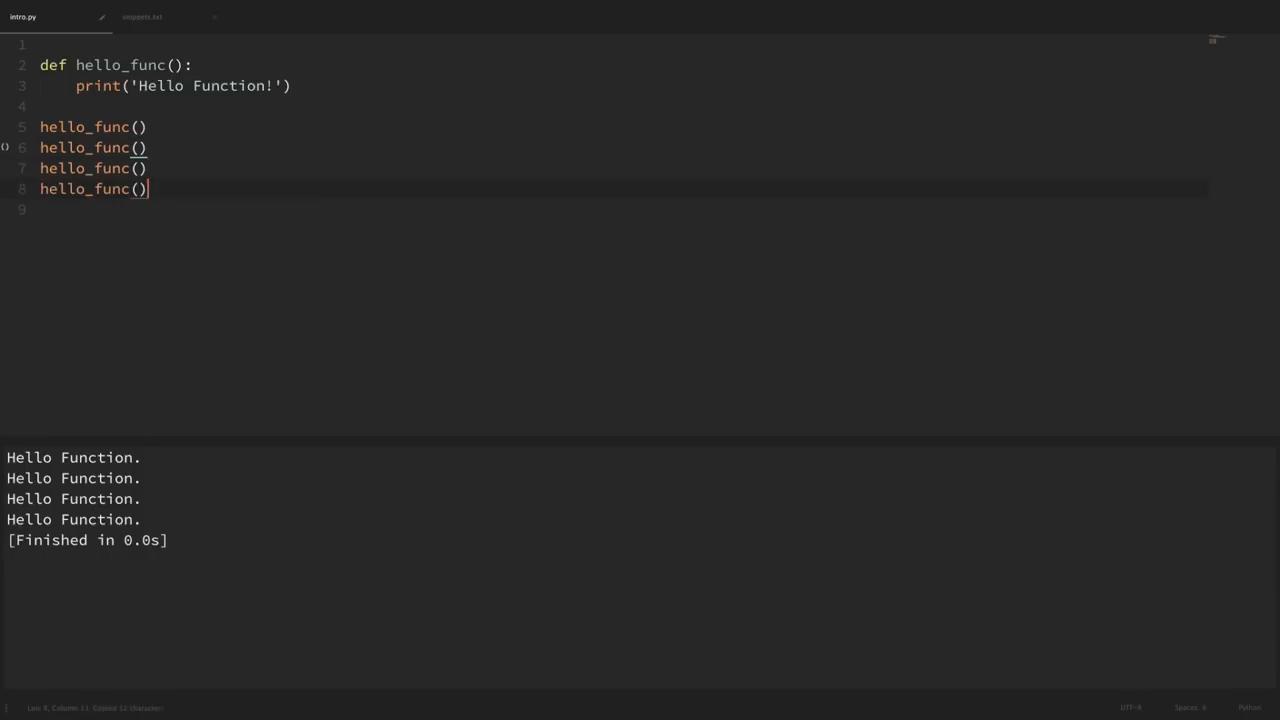 intro.py
snippets.txt
1
2 def hello_func():
3 print('Hello Function!')
4
5 hello_func()
() 6 hello_func()
7 hello_func()
8 hello_func()
9
Hello Function.
Hello Function.
Hello Function.
Hello Function.
[Finished in 0.0s]
Line 8, Column 13 Copied 12 characters
UTF-8
Spaces: 4
Python